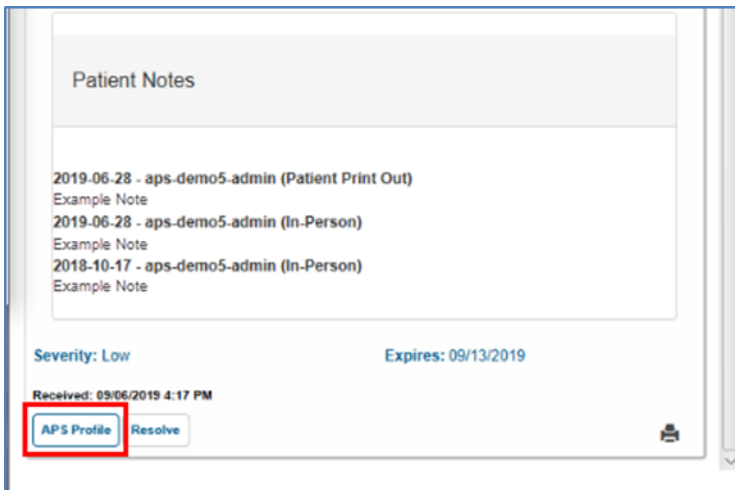 Patient Notes
2019-06-28 - aps-demo5-admin (Patient Print Out)
Example Note
2019-06-28 - aps-demo5-admin (In-Person)
Example Note
2018-10-17 - aps-demo5-admin (In-Person)
Example Note
Severity: Low Expires: 09/13/2019
Received: 09/06/2019 4:17 PM
APS Profile Resolve